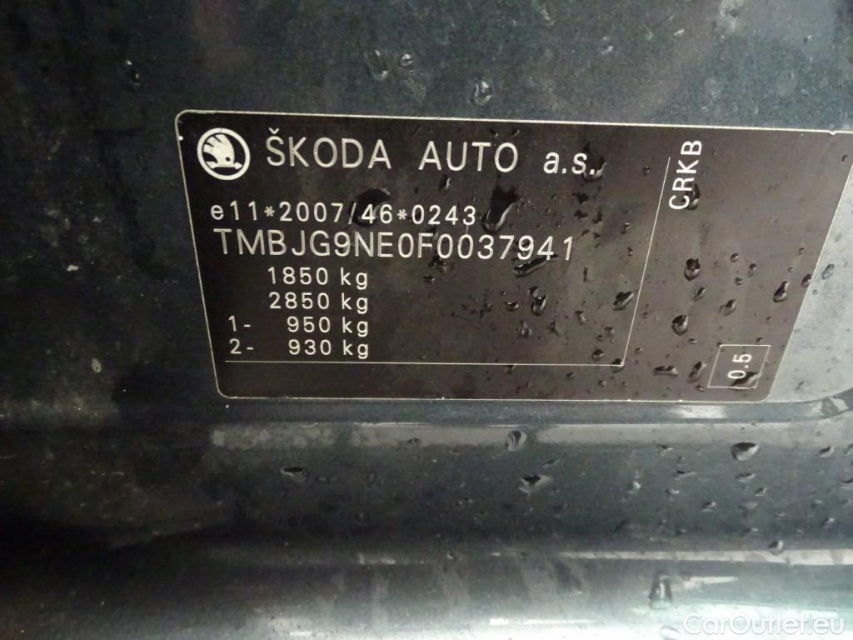 ŠKODA AUTO a.s.
CRKB
e11*2007/46*0243
TMBJG9NE0F0037941
1850 kg
2850 kg
1- 950 kg
2- 930 kg
0.5
CarOutlet.eu